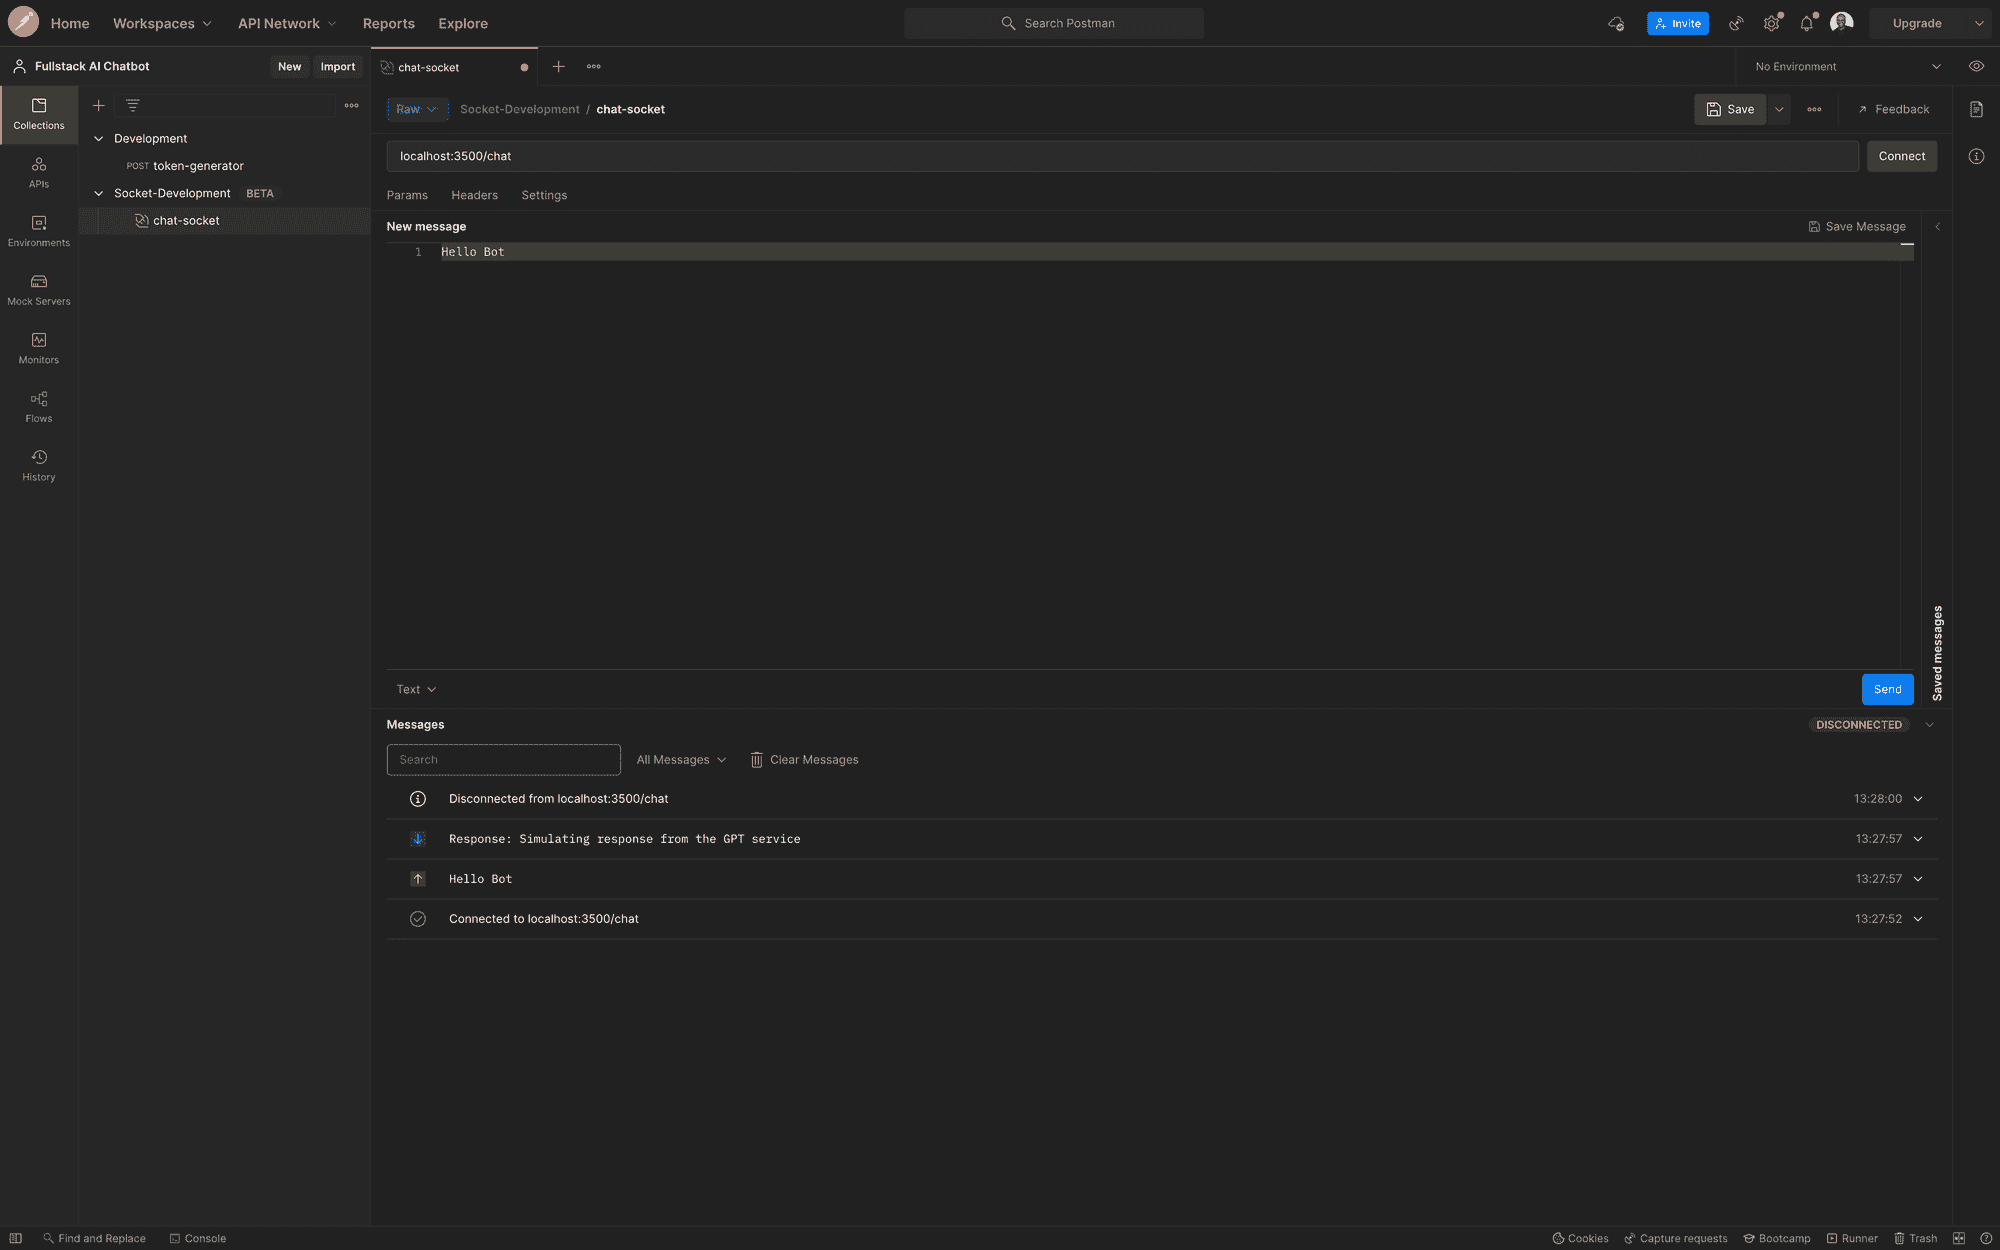 Home Workspaces API Network Reports Explore Search Postman Invite Upgrade
Fullstack AI Chatbot New Import chat-socket No Environment
Collections
APIs
Environments
Mock Servers
Monitors
Flows
History
Development
POST token-generator
Socket-Development BETA
chat-socket
Raw Socket-Development / chat-socket Save Feedback
localhost:3500/chat Connect
Params Headers Settings
New message Save Message
1 Hello Bot
Saved messages
Text Send
Messages DISCONNECTED
Search All Messages Clear Messages
Disconnected from localhost:3500/chat 13:28:00
Response: Simulating response from the GPT service 13:27:57
Hello Bot 13:27:57
Connected to localhost:3500/chat 13:27:52
Find and Replace Console Cookies Capture requests Bootcamp Runner Trash